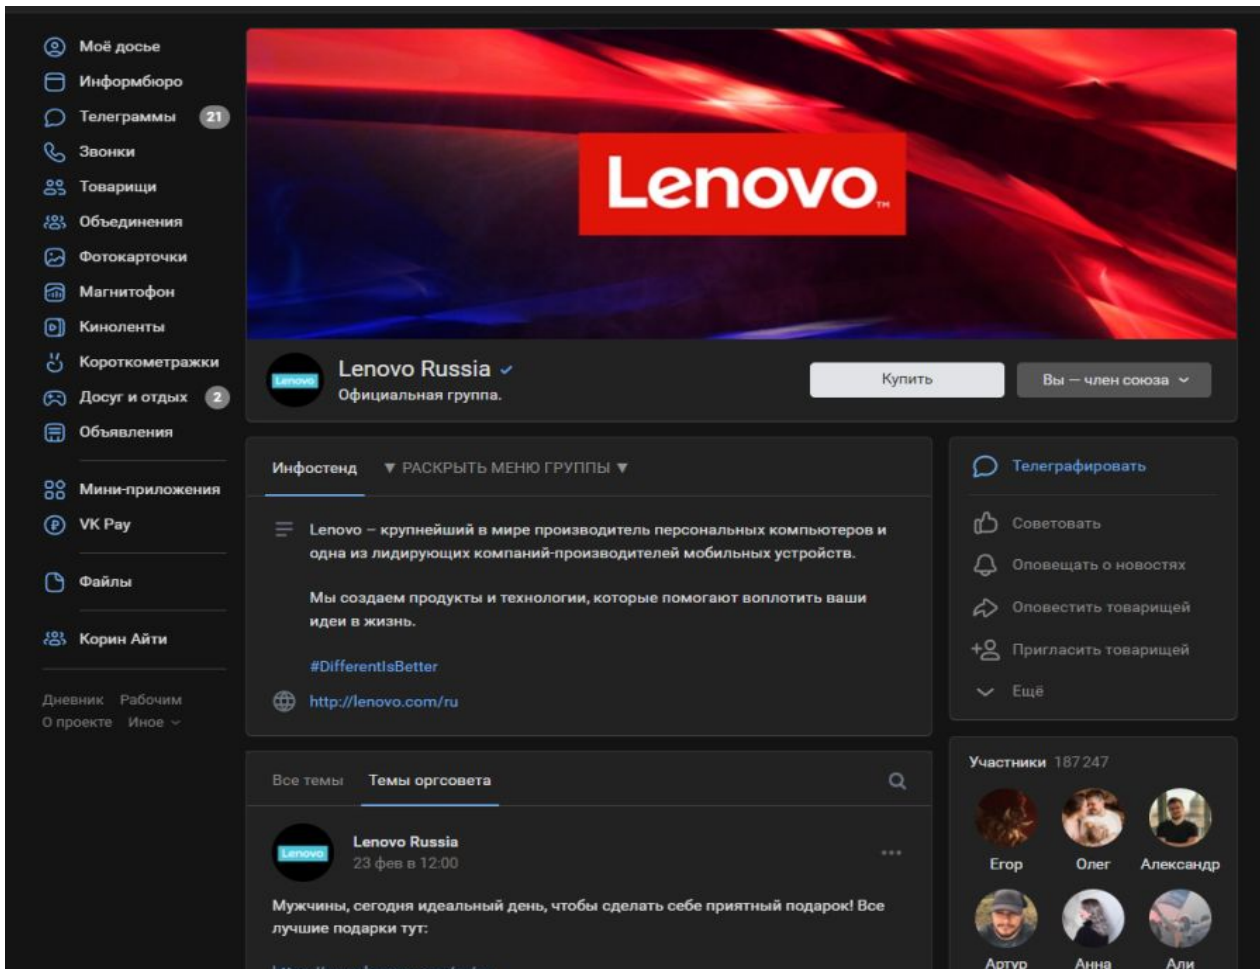 Моё досье
Информбюро
Телеграммы 21
Звонки
Товарищи
Объединения
Фотокарточки
Магнитофон
Киноленты
Короткометражки
Досуг и отдых 2
Объявления
Мини-приложения
VK Pay
Файлы
Корин Айти
Дневник Рабочим
О проекте Иное
Lenovo™
Lenovo
Lenovo Russia
Официальная группа.
Купить
Вы — член союза
Инфостенд ▼ РАСКРЫТЬ МЕНЮ ГРУППЫ ▼
Lenovo – крупнейший в мире производитель персональных компьютеров и
одна из лидирующих компаний-производителей мобильных устройств.
Мы создаем продукты и технологии, которые помогают воплотить ваши
идеи в жизнь.
#DifferentIsBetter
http://lenovo.com/ru
Все темы Темы оргсовета
Lenovo
Lenovo Russia
23 фев в 12:00
Мужчины, сегодня идеальный день, чтобы сделать себе приятный подарок! Все
лучшие подарки тут:
Телеграфировать
Советовать
Оповещать о новостях
Оповестить товарищей
Пригласить товарищей
Ещё
Участники 187 247
Егор Олег Александр
Артур Анна Али